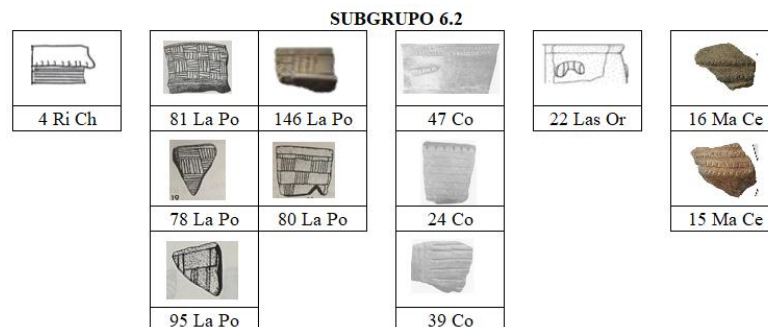 SUBGRUPO 6.2
4 Ri Ch
81 La Po
146 La Po
47 Co
22 Las Or
16 Ma Ce
78 La Po
80 La Po
24 Co
15 Ma Ce
95 La Po
39 Co